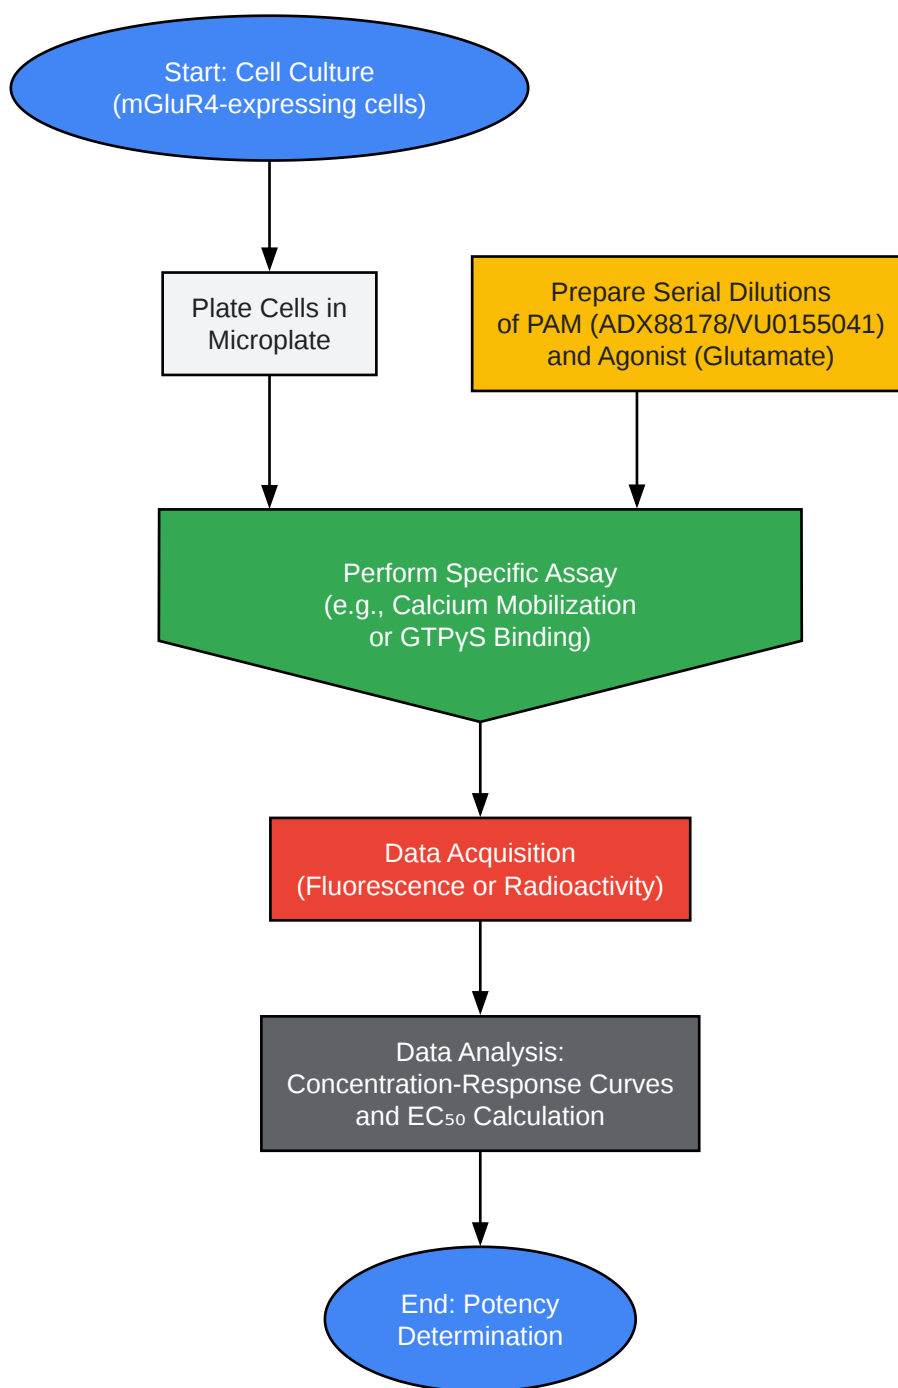 Start: Cell Culture
(mGluR4-expressing cells)
Plate Cells in
Microplate
Prepare Serial Dilutions
of PAM (ADX88178/VU0155041)
and Agonist (Glutamate)
Perform Specific Assay
(e.g., Calcium Mobilization
or GTPγS Binding)
Data Acquisition
(Fluorescence or Radioactivity)
Data Analysis:
Concentration-Response Curves
and EC₅₀ Calculation
End: Potency
Determination